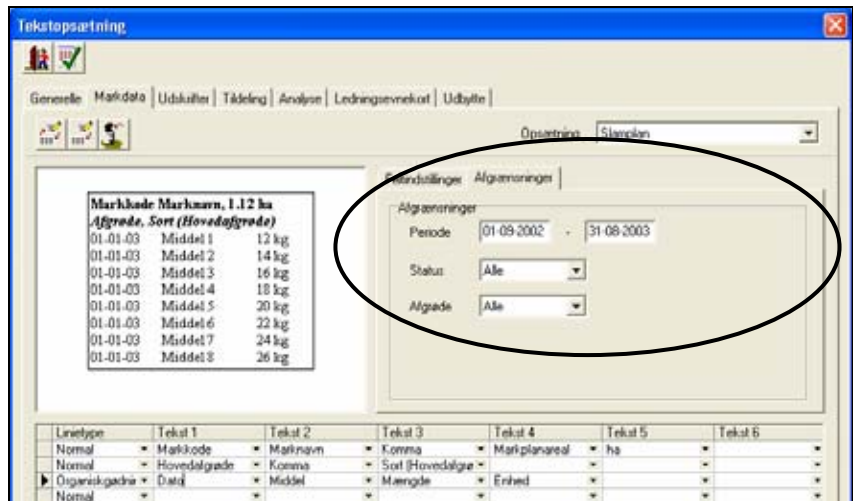 Tekstopsætning
Generelle Markdata Udskrifter Tildeling Analyse Ledningsevnekort Udbytte
Opsætning Slamplan
Feltindstillinger Afgrænsninger
Markkode Marknavn, 1.12 ha
Afgrøde, Sort (Hovedafgrøde)
01-01-03 Middel 1 12 kg
01-01-03 Middel 2 14 kg
01-01-03 Middel 3 16 kg
01-01-03 Middel 4 18 kg
01-01-03 Middel 5 20 kg
01-01-03 Middel 6 22 kg
01-01-03 Middel 7 24 kg
01-01-03 Middel 8 26 kg
Afgrænsninger
Periode 01-09-2002 - 31-08-2003
Status Alle
Afgrøde Alle
Linietype Tekst 1 Tekst 2 Tekst 3 Tekst 4 Tekst 5 Tekst 6
Normal Markkode Marknavn Komma Markplanareal ha
Normal Hovedafgrøde Komma Sort (Hovedafgrø
Organiskgødnir Dato Middel Mængde Enhed
Normal